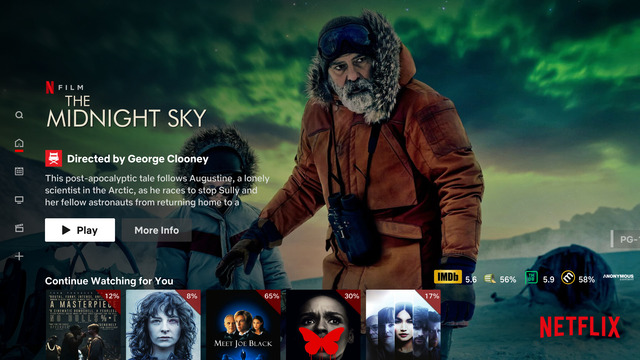 N FILM
THE
MIDNIGHT SKY
Directed by George Clooney
This post-apocalyptic tale follows Augustine, a lonely
scientist in the Arctic, as he races to stop Sully and
her fellow astronauts from returning home to a
Play
More Info
PG-1
IMDb 5.6 56% 5.9 58% ANONYMOUS
Continue Watching for You
12%
8%
65%
30%
17%
A MASTERPIECE
MEET JOE BLACK
NETFLIX